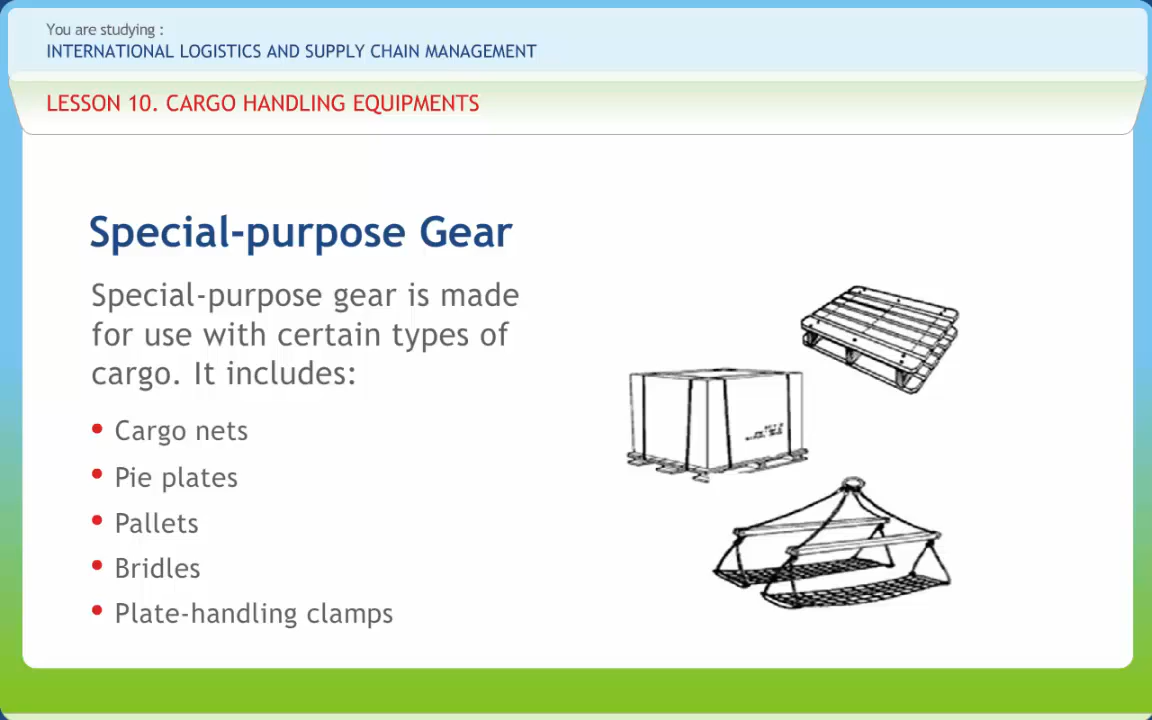 You are studying :
INTERNATIONAL LOGISTICS AND SUPPLY CHAIN MANAGEMENT
LESSON 10. CARGO HANDLING EQUIPMENTS
Special-purpose Gear
Special-purpose gear is made
for use with certain types of
cargo. It includes:
• Cargo nets
• Pie plates
• Pallets
• Bridles
• Plate-handling clamps